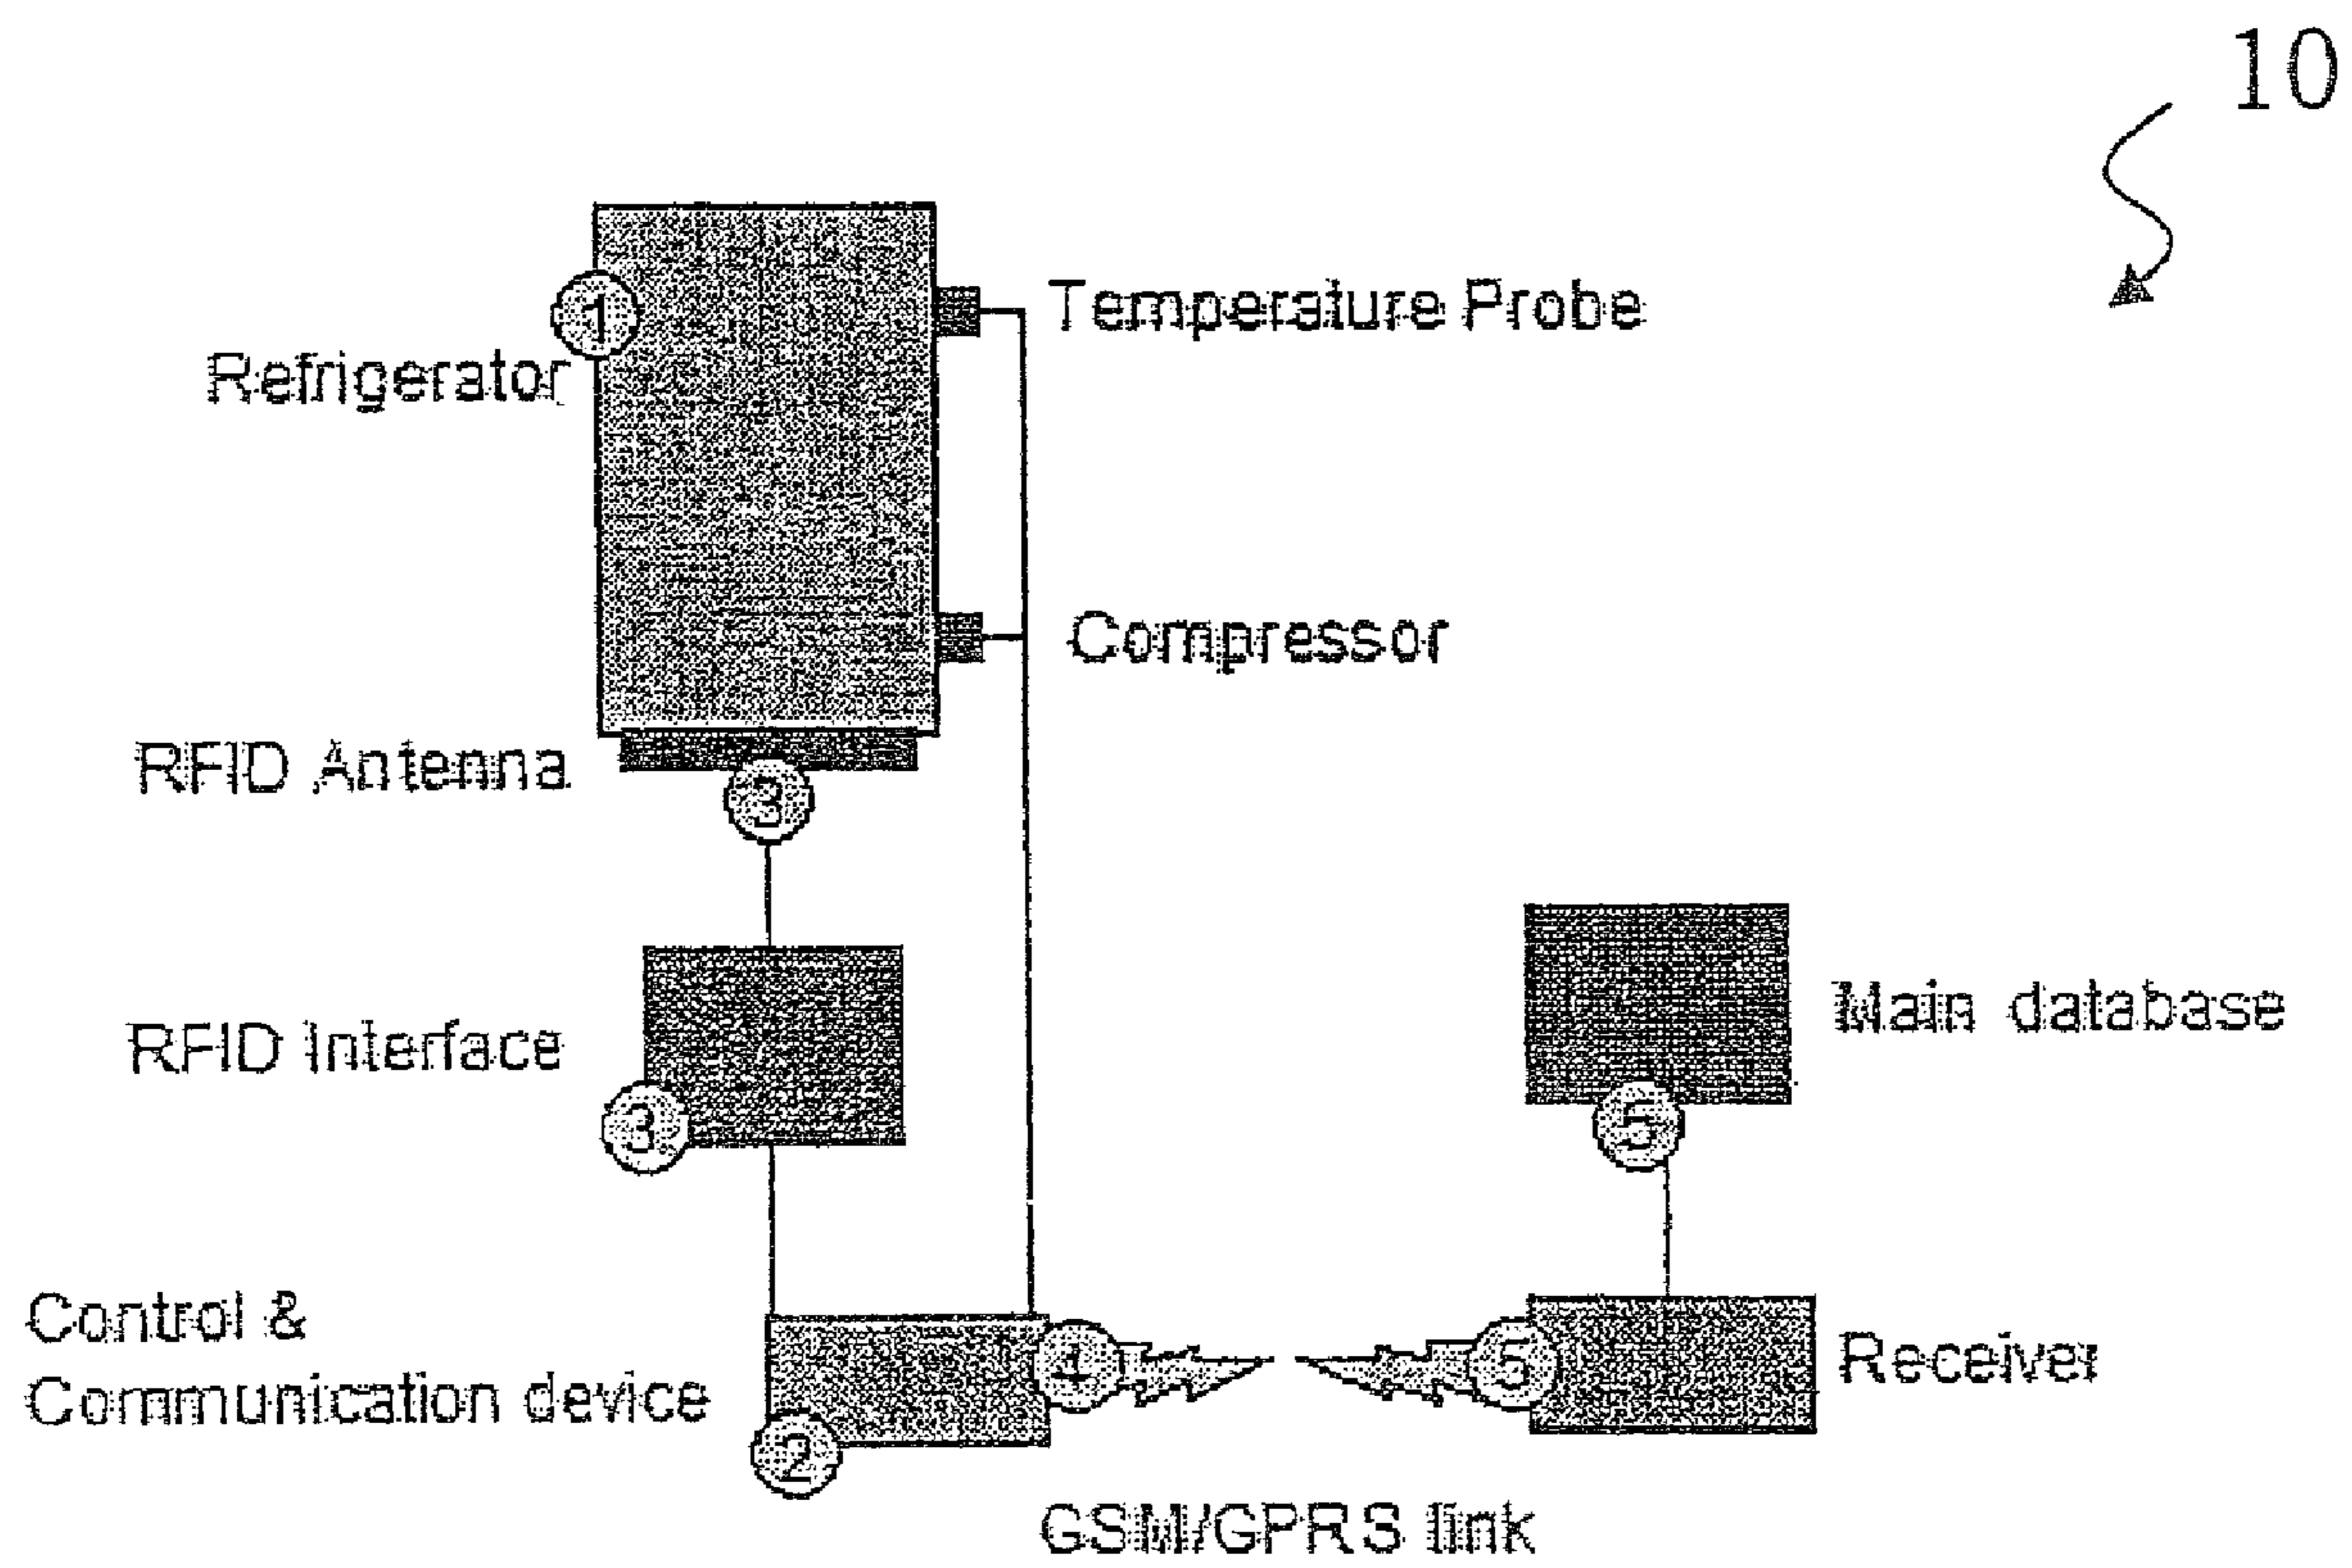 10
1
Temperature Probe
Refrigerator
Compressor
RFID Antenna
3
RFID Interface
3
Main database
5
Control &
Communication device
4
5
Receiver
2
GSM/GPRS link